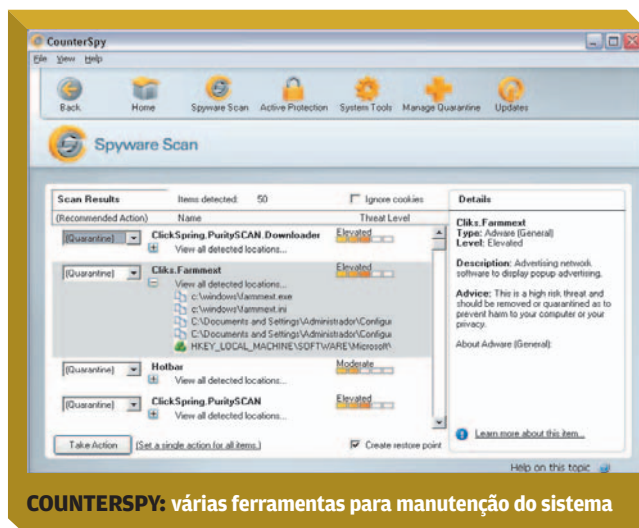 CounterSpy
File View Help
Back Home Spyware Scan Active Protection System Tools Manage Quarantine Updates
Spyware Scan
Scan Results Items detected: 50 Ignore cookies
(Recommended Action) Name Threat Level
(Quarantine) ClickSpring.PuritySCAN.Downloader Elevated
View all detected locations...
(Quarantine) Cliks.Farmmext Elevated
View all detected locations...
c:\windows\farmmext.exe
c:\windows\farmmext.ini
C:\Documents and Settings\Administrador\Configur
C:\Documents and Settings\Administrador\Configur
HKEY_LOCAL_MACHINE\SOFTWARE\Microsoft\
(Quarantine) Hotbar Moderate
View all detected locations...
(Quarantine) ClickSpring.PuritySCAN Elevated
View all detected locations...
Take Action (Set a single action for all items.) Create restore point
Details
Cliks.Farmmext
Type: Adware (General)
Level: Elevated
Description: Advertising network
software to display popup advertising.
Advice: This is a high risk threat and
should be removed or quarantined as to
prevent harm to your computer or your
privacy.
About Adware (General):
Learn more about this item...
Help on this topic
COUNTERSPY: várias ferramentas para manutenção do sistema